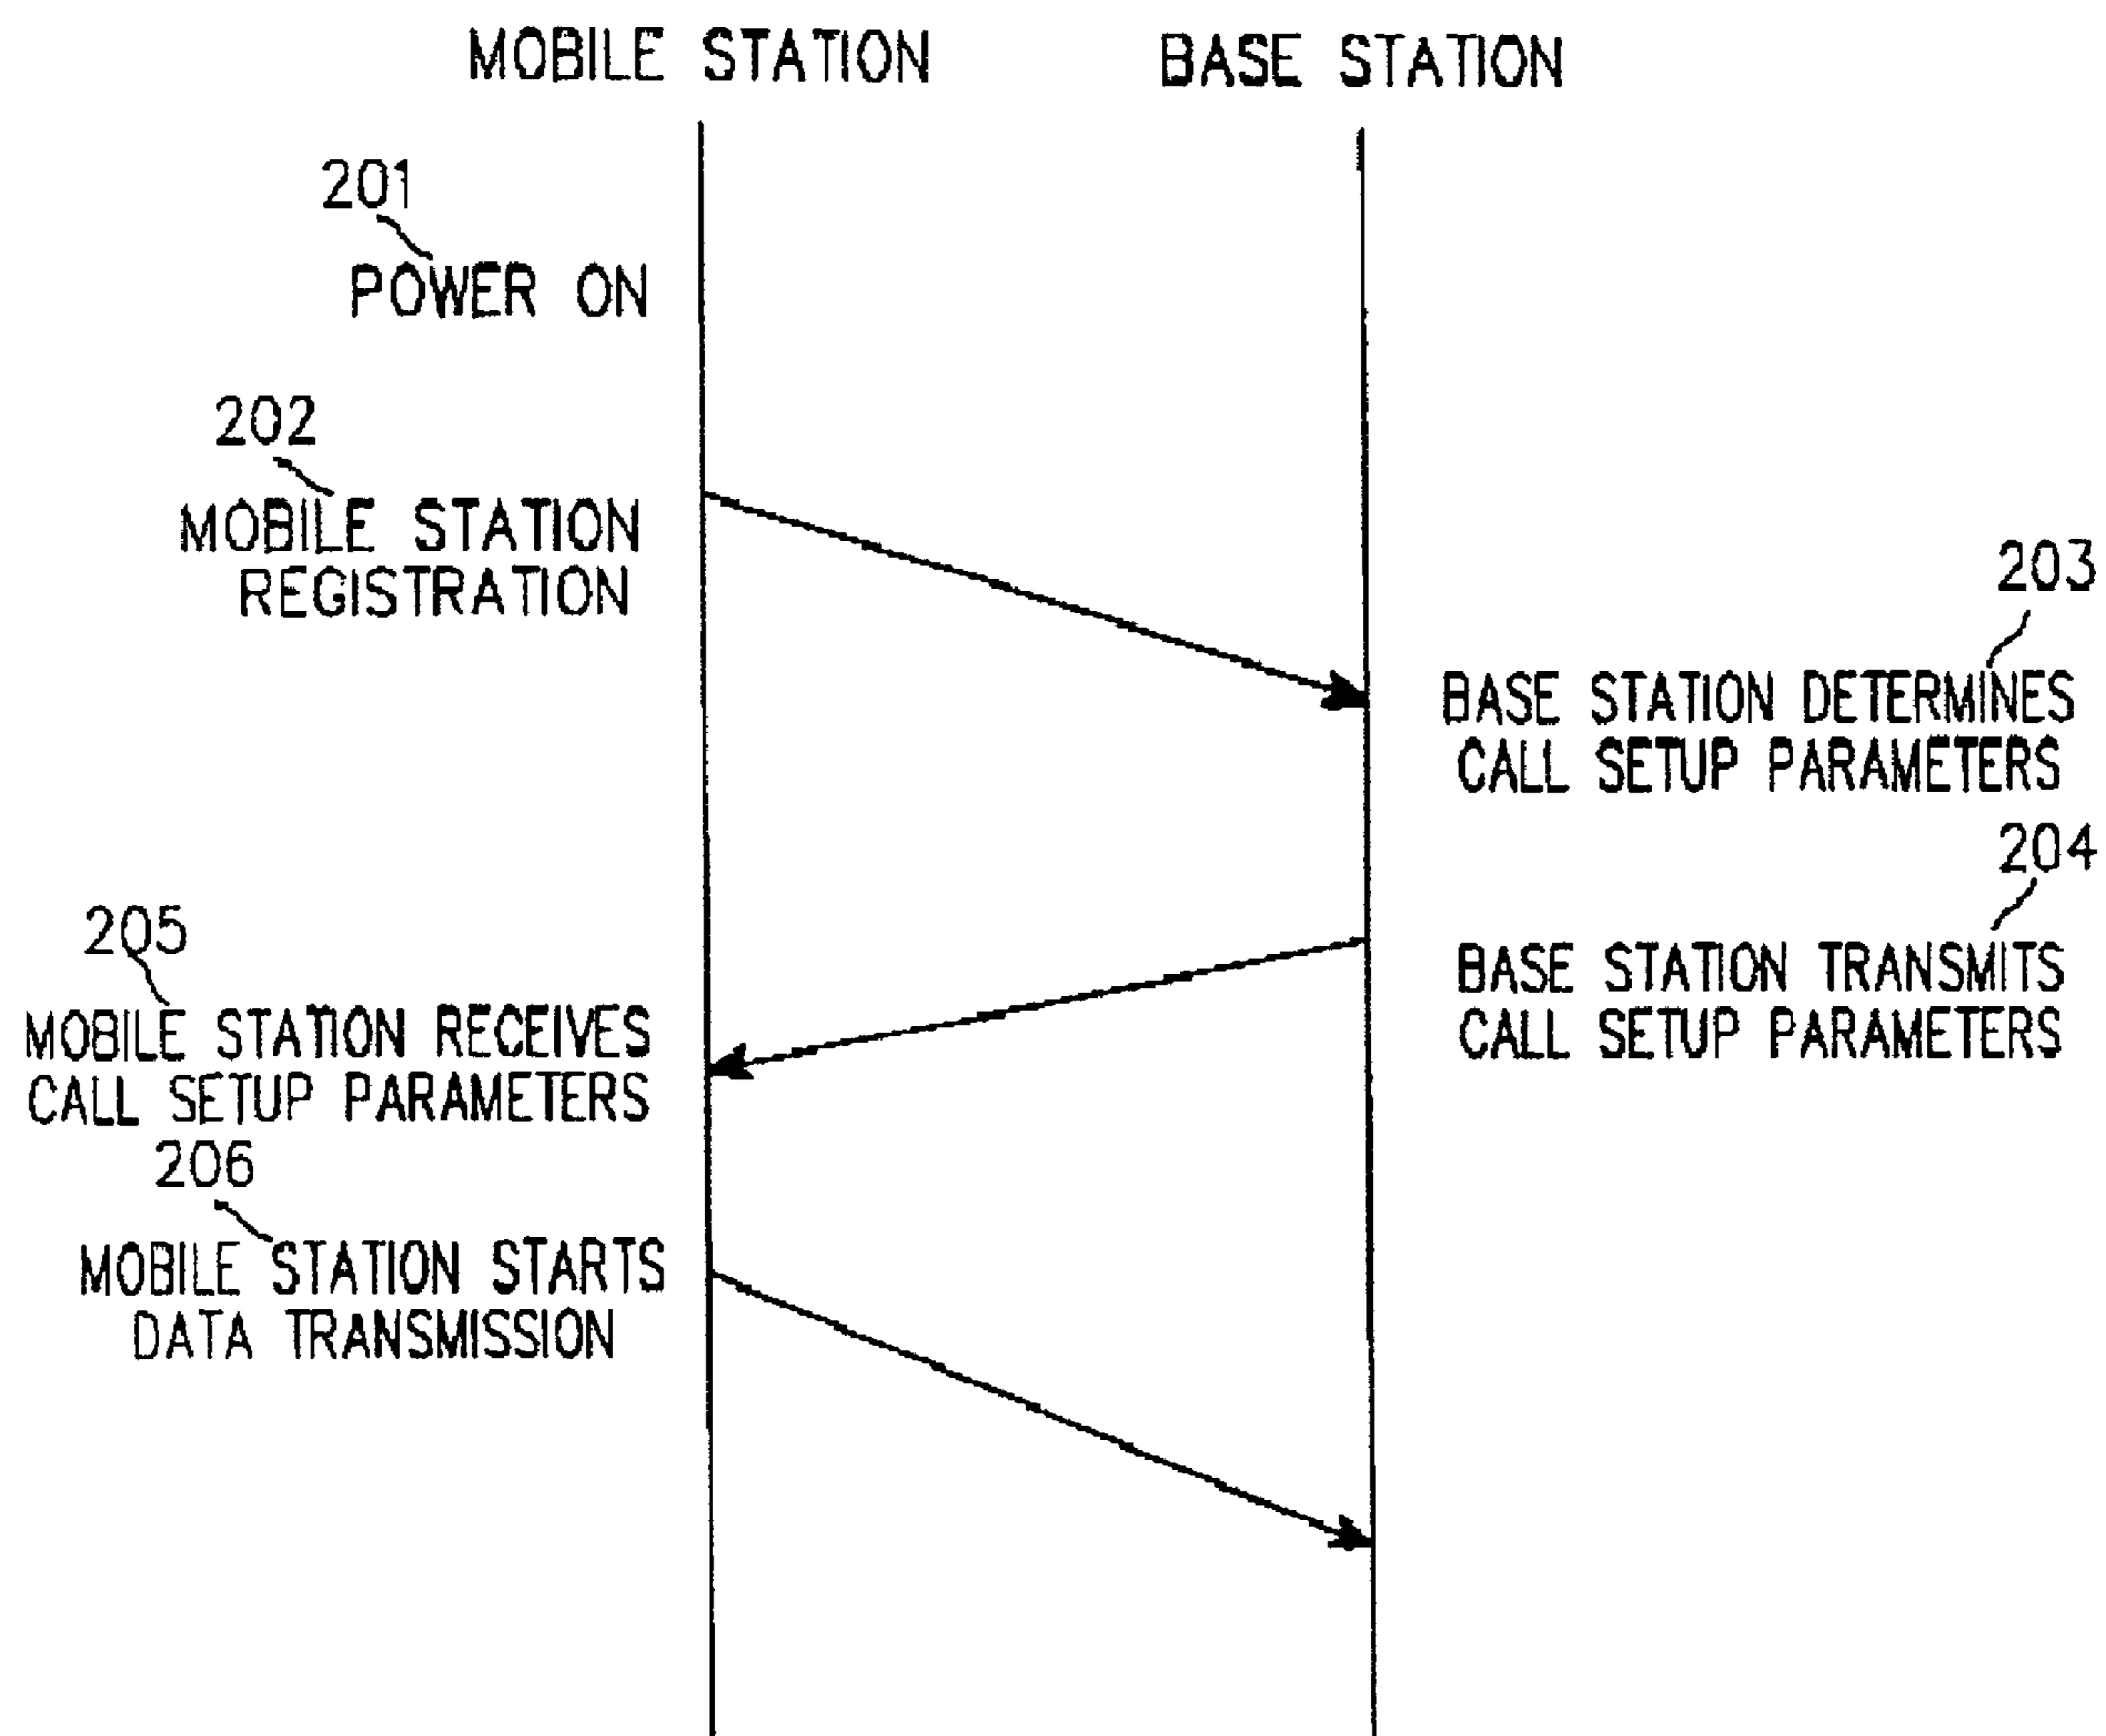 MOBILE STATION
BASE STATION
201
POWER ON
202
MOBILE STATION
REGISTRATION
203
BASE STATION DETERMINES
CALL SETUP PARAMETERS
204
BASE STATION TRANSMITS
CALL SETUP PARAMETERS
205
MOBILE STATION RECEIVES
CALL SETUP PARAMETERS
206
MOBILE STATION STARTS
DATA TRANSMISSION